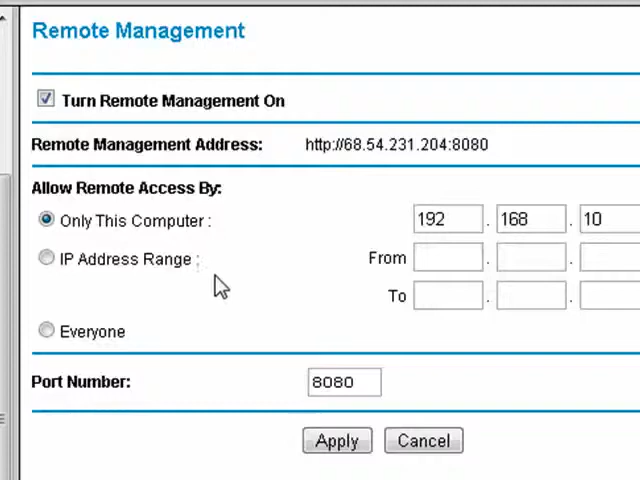 Remote Management
Turn Remote Management On
Remote Management Address: http://68.54.231.204:8080
Allow Remote Access By:
Only This Computer : 192 . 168 . 10
IP Address Range : From . .
To . .
Everyone
Port Number: 8080
Apply Cancel